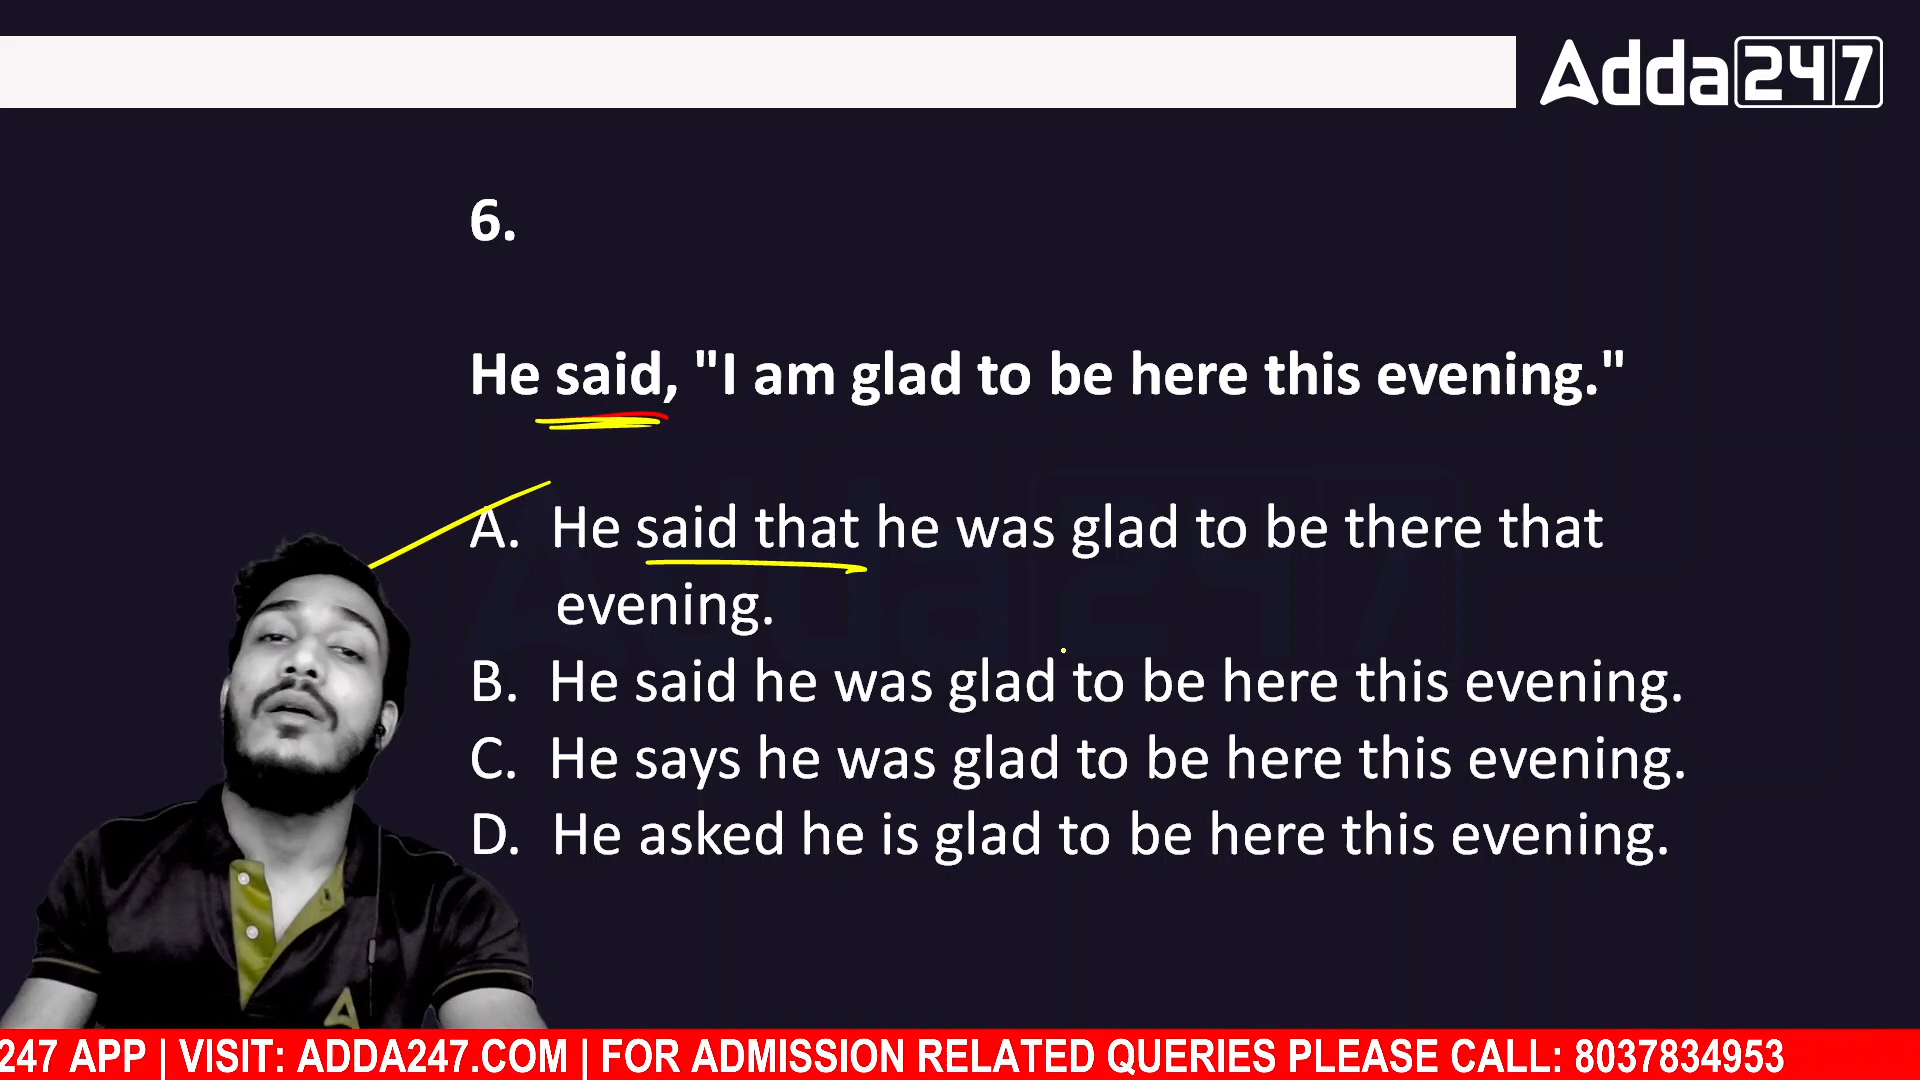 Adda247
6.
He said, "I am glad to be here this evening."
A. He said that he was glad to be there that
evening.
B. He said he was glad to be here this evening.
C. He says he was glad to be here this evening.
D. He asked he is glad to be here this evening.
247 APP | VISIT: ADDA247.COM | FOR ADMISSION RELATED QUERIES PLEASE CALL: 8037834953